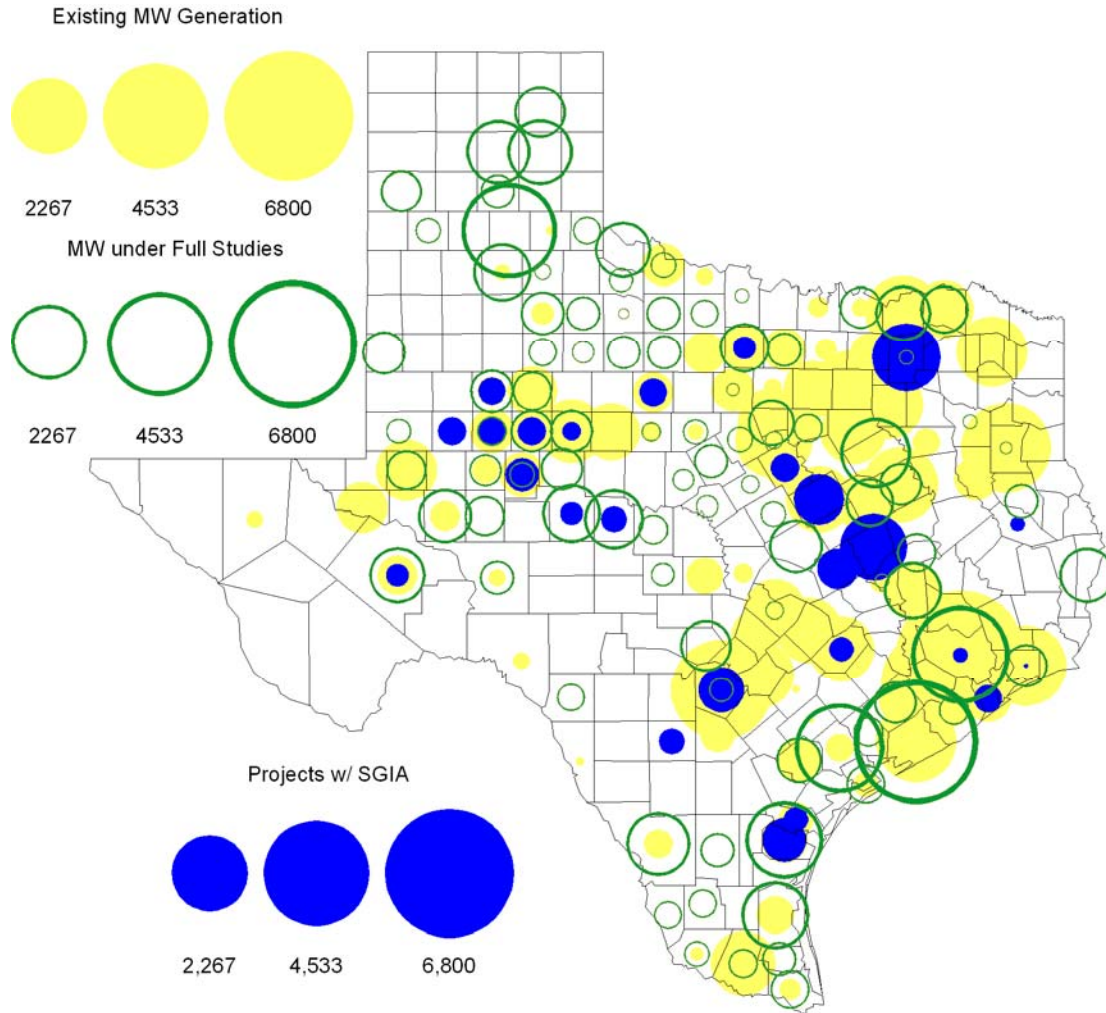 Existing MW Generation
2267 4533 6800
MW under Full Studies
2267 4533 6800
Projects w/ SGIA
2,267 4,533 6,800